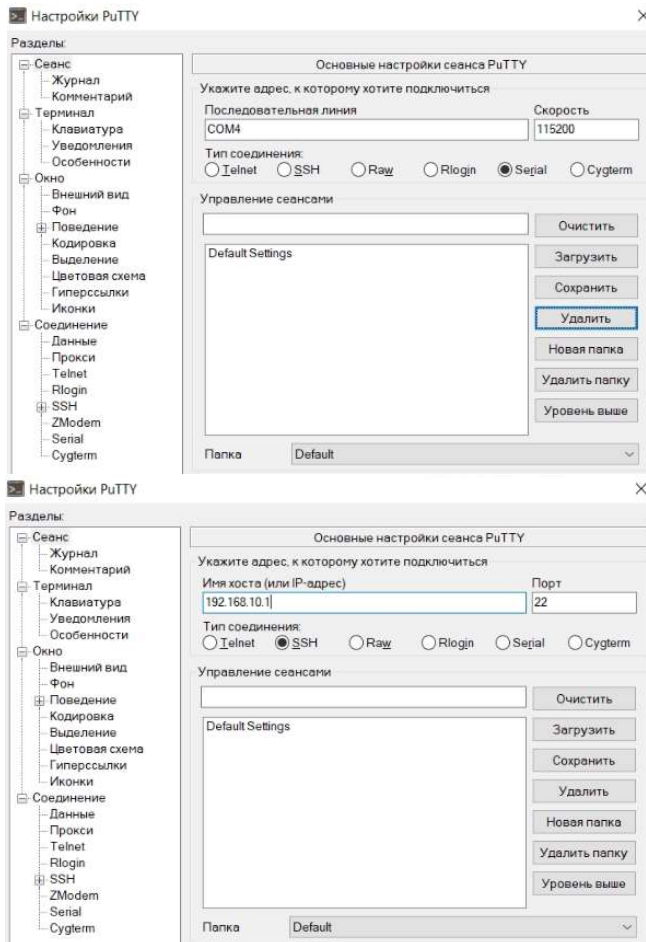 Настройки PuTTY
Разделы:
Сеанс
Журнал
Комментарий
Терминал
Клавиатура
Уведомления
Особенности
Окно
Внешний вид
Фон
Поведение
Кодировка
Выделение
Цветовая схема
Гиперссылки
Иконки
Соединение
Данные
Прокси
Telnet
Rlogin
SSH
ZModem
Serial
Cygterm
Основные настройки сеанса PuTTY
Укажите адрес, к которому хотите подключиться
Последовательная линия Скорость
COM4 115200
Тип соединения:
Telnet SSH Raw Rlogin Serial Cygterm
Управление сеансами
Очистить
Default Settings
Загрузить
Сохранить
Удалить
Новая папка
Удалить папку
Уровень выше
Папка Default
Настройки PuTTY
Разделы:
Сеанс
Журнал
Комментарий
Терминал
Клавиатура
Уведомления
Особенности
Окно
Внешний вид
Фон
Поведение
Кодировка
Выделение
Цветовая схема
Гиперссылки
Иконки
Соединение
Данные
Прокси
Telnet
Rlogin
SSH
ZModem
Serial
Cygterm
Основные настройки сеанса PuTTY
Укажите адрес, к которому хотите подключиться
Имя хоста (или IP-адрес) Порт
192.168.10.1 22
Тип соединения:
Telnet SSH Raw Rlogin Serial Cygterm
Управление сеансами
Очистить
Default Settings
Загрузить
Сохранить
Удалить
Новая папка
Удалить папку
Уровень выше
Папка Default